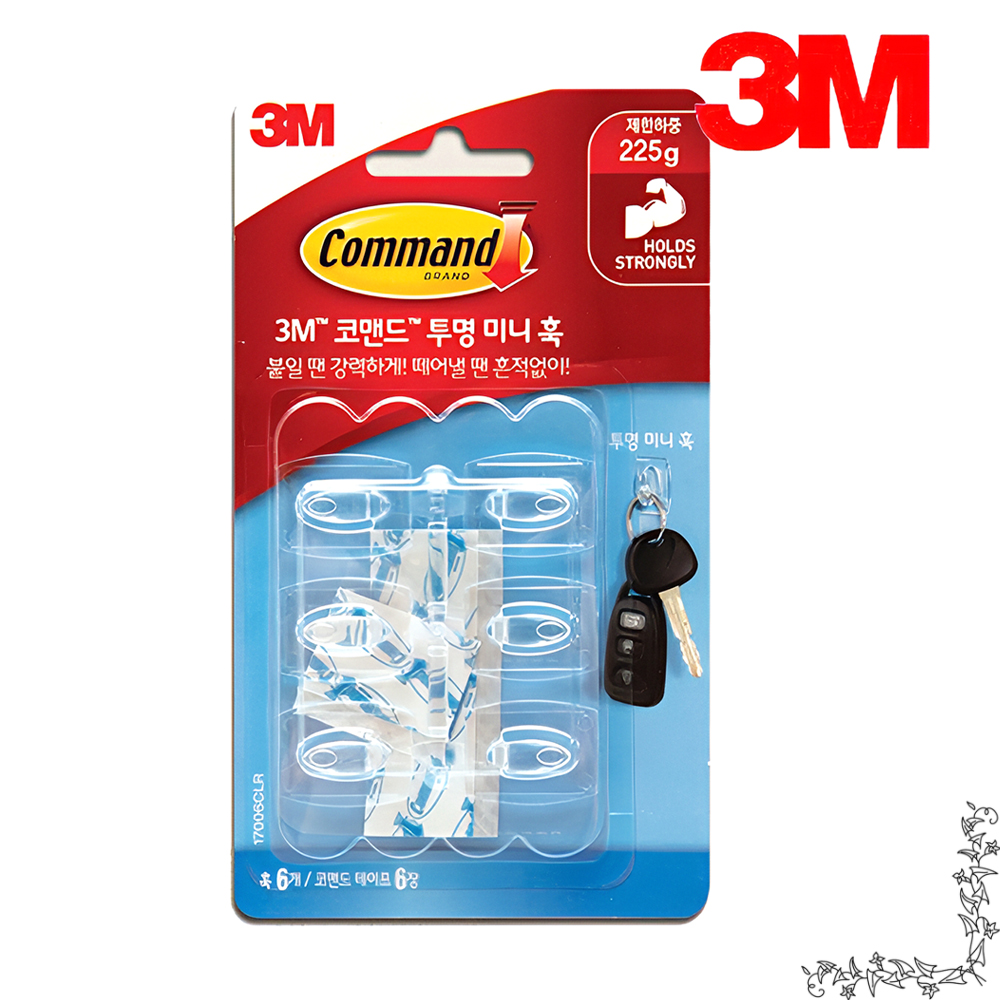 3M
3M
제한하중
225g
HOLDS
STRONGLY
Command
BRAND
3M™ 코맨드™ 투명 미니 훅
붙일 땐 강력하게! 떼어낼 땐 흔적없이!
투명 미니 훅
17006CLR
훅 6개 / 코맨드 테이프 6장